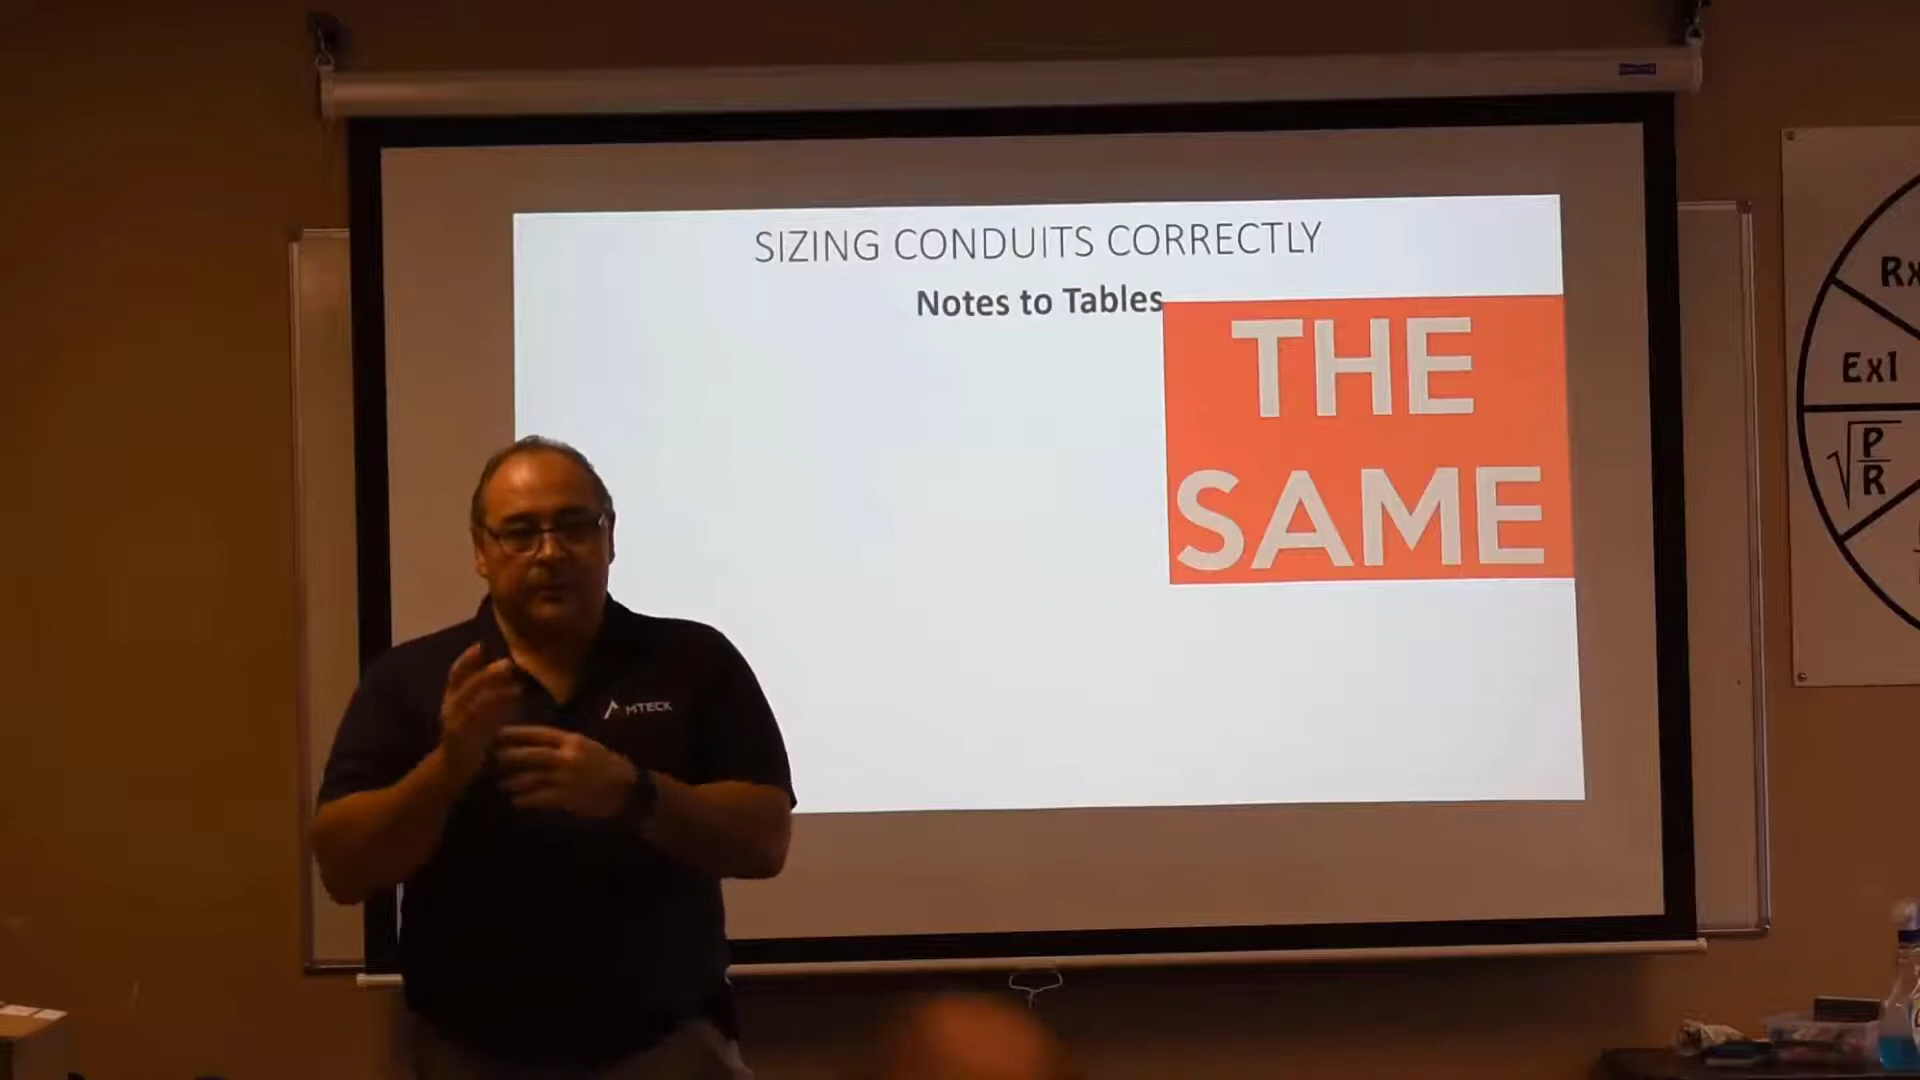 SIZING CONDUITS CORRECTLY
Notes to Tables
THE
SAME
Rx
ExI
√P/R
MTECK